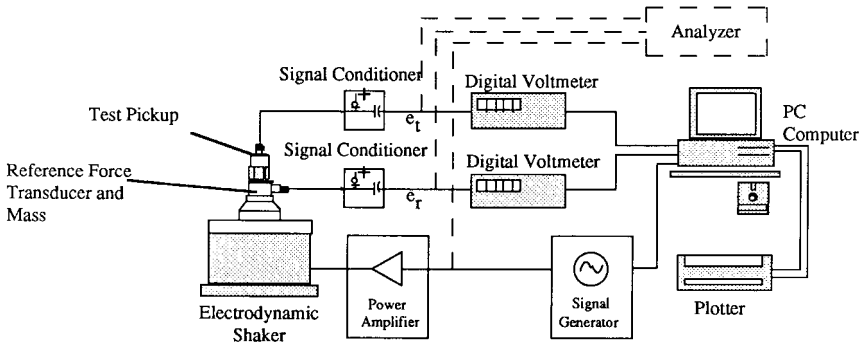 Analyzer
Signal Conditioner
Digital Voltmeter
Test Pickup
e_t
PC
Computer
Signal Conditioner
Digital Voltmeter
Reference Force
Transducer and
Mass
e_r
Power
Amplifier
Signal
Generator
Plotter
Electrodynamic
Shaker